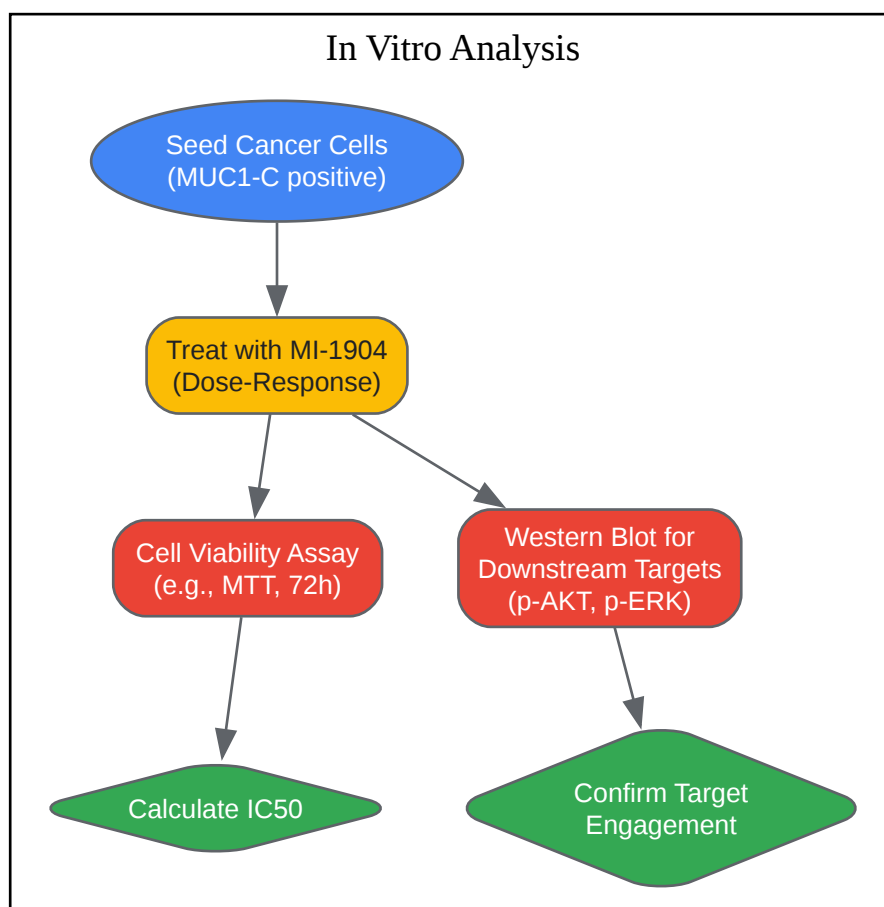 In Vitro Analysis
Seed Cancer Cells
(MUC1-C positive)
Treat with MI-1904
(Dose-Response)
Cell Viability Assay
(e.g., MTT, 72h)
Western Blot for
Downstream Targets
(p-AKT, p-ERK)
Calculate IC50
Confirm Target
Engagement